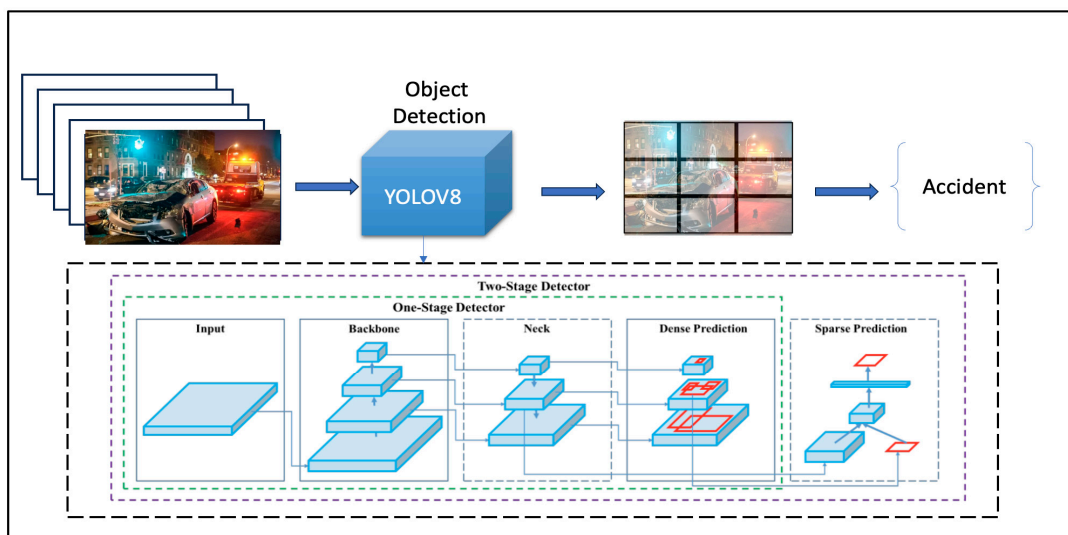 Object
Detection
YOLOV8
Accident
Two-Stage Detector
One-Stage Detector
Input
Backbone
Neck
Dense Prediction
Sparse Prediction